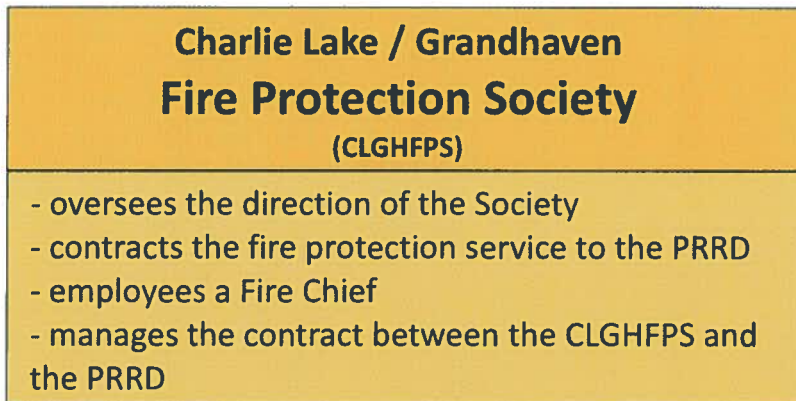 Charlie Lake / Grandhaven
Fire Protection Society
(CLGHFPS)
- oversees the direction of the Society
- contracts the fire protection service to the PRRD
- employees a Fire Chief
- manages the contract between the CLGHFPS and
the PRRD